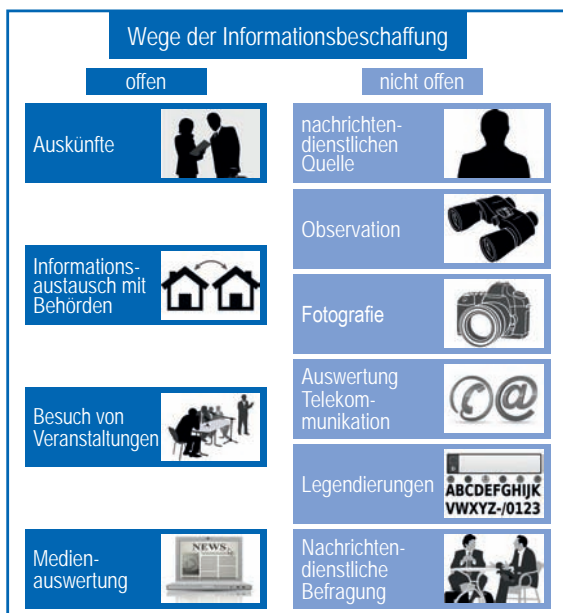 Wege der Informationsbeschaffung
offen
Auskünfte
Informations-
austausch mit
Behörden
Besuch von
Veranstaltungen
NEWS
Medien-
auswertung
nicht offen
nachrichten-
dienstlichen
Quelle
Observation
Fotografie
Auswertung
Telekom-
munikation
@
Legendierungen
ABCDEFGHIJK
VWXYZ-/0123
Nachrichten-
dienstliche
Befragung